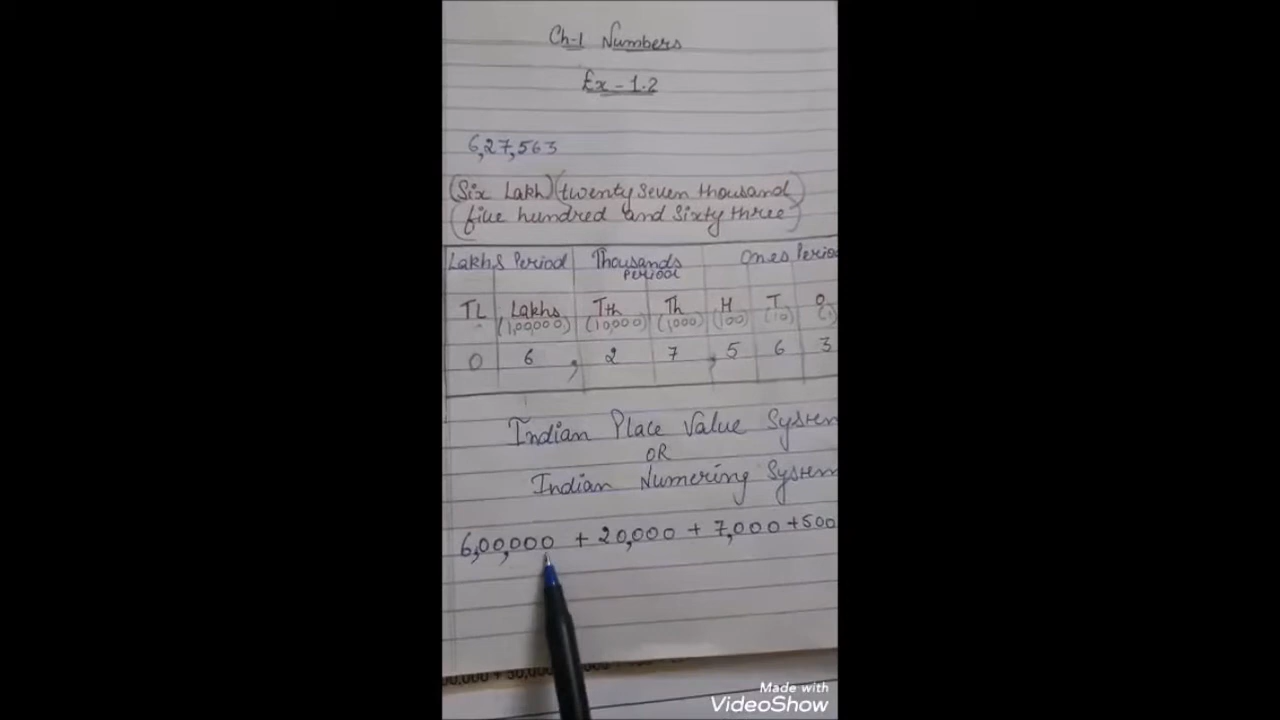 Ch-1 Numbers
Ex - 1.2
6,27,563
(Six Lakh) (twenty seven thousand)
(five hundred and sixty three)
Lakhs Period Thousands Period Ones Perio
TL Lakhs Tth Th H T O
(1,00,000) (10,000) (1000) (100) (10) (1)
0 6 , 2 7 , 5 6 3
Indian Place Value System
OR
Indian Numering System
6,00,000 + 20,000 + 7,000 + 500
Made with
VideoShow